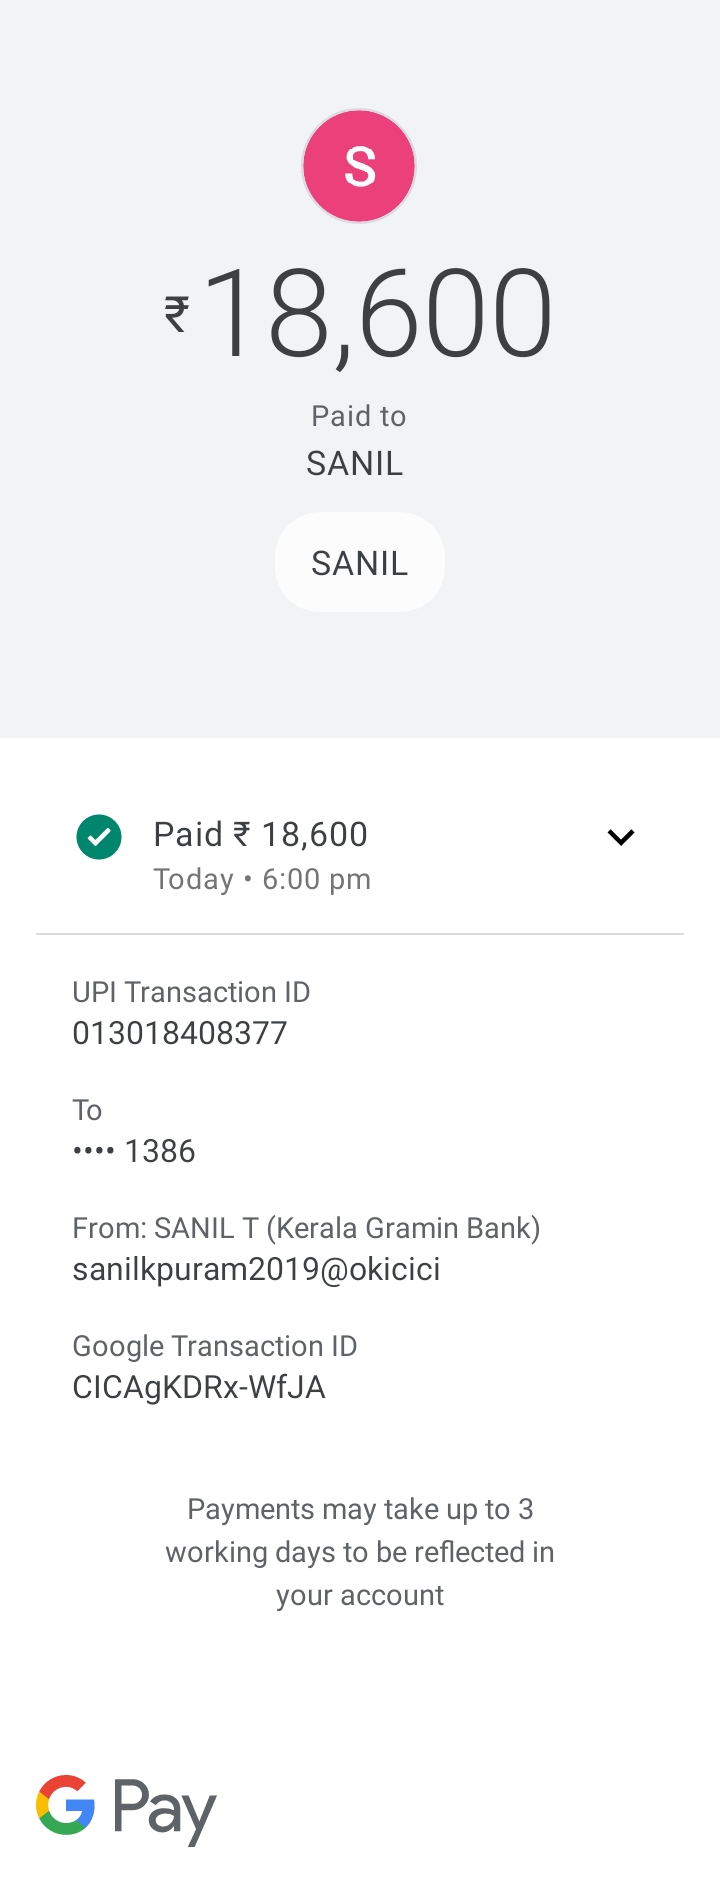 S
₹18,600
Paid to
SANIL
SANIL
Paid ₹ 18,600
Today • 6:00 pm
UPI Transaction ID
013018408377
To
•••• 1386
From: SANIL T (Kerala Gramin Bank)
sanilkpuram2019@okicici
Google Transaction ID
CICAgKDRx-WfJA
Payments may take up to 3
working days to be reflected in
your account
G Pay